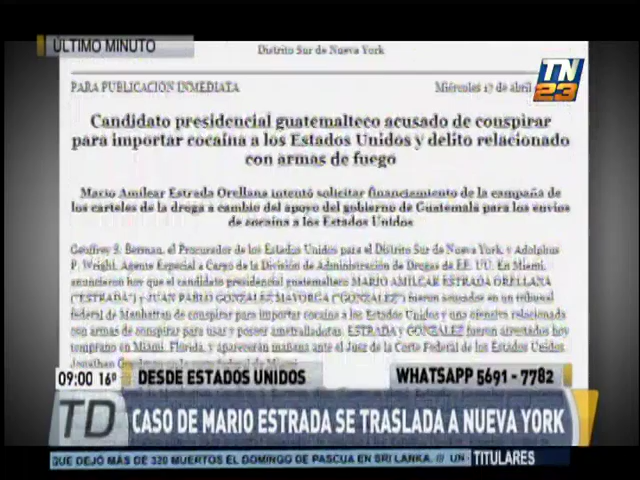 ÚLTIMO MINUTO
Distrito Sur de Nueva York
TN
23
PARA PUBLICACIÓN INMEDIATA
Miércoles 17 de abril
Candidato presidencial guatemalteco acusado de conspirar
para importar cocaína a los Estados Unidos y delito relacionado
con armas de fuego
Mario Amilcar Estrada Orellana intentó solicitar financiamiento de la campaña de
los carteles de la droga a cambio del apoyo del gobierno de Guatemala para los envíos
de cocaína a los Estados Unidos
Geoffrey S. Berman, el Procurador de los Estados Unidos para el Distrito Sur de Nueva York, y Adolphus
P. Wright, Agente Especial a Cargo de la División de Administración de Drogas de EE. UU. En Miami,
anunciaron hoy que el candidato presidencial guatemalteco MARIO AMILCAR ESTRADA ORELLANA
("ESTRADA") y JUAN PABLO GONZALEZ MAYORGA ("GONZALEZ") fueron acusados en un tribunal
federal de Manhattan de conspirar para importar cocaína a los Estados Unidos y una ofensa relacionada
con armas de conspirar para usar y poseer ametralladoras. ESTRADA y GONZÁLEZ fueron arrestados hoy
temprano en Miami, Florida, y aparecerán mañana ante el Juez de la Corte Federal de los Estados Unidos
Jonathan
09:00 16º
DESDE ESTADOS UNIDOS
WHATSAPP 5691 - 7782
TD
CASO DE MARIO ESTRADA SE TRASLADA A NUEVA YORK
QUE DEJÓ MÁS DE 320 MUERTOS EL DOMINGO DE PASCUA EN SRI LANKA. /// UN
TITULARES